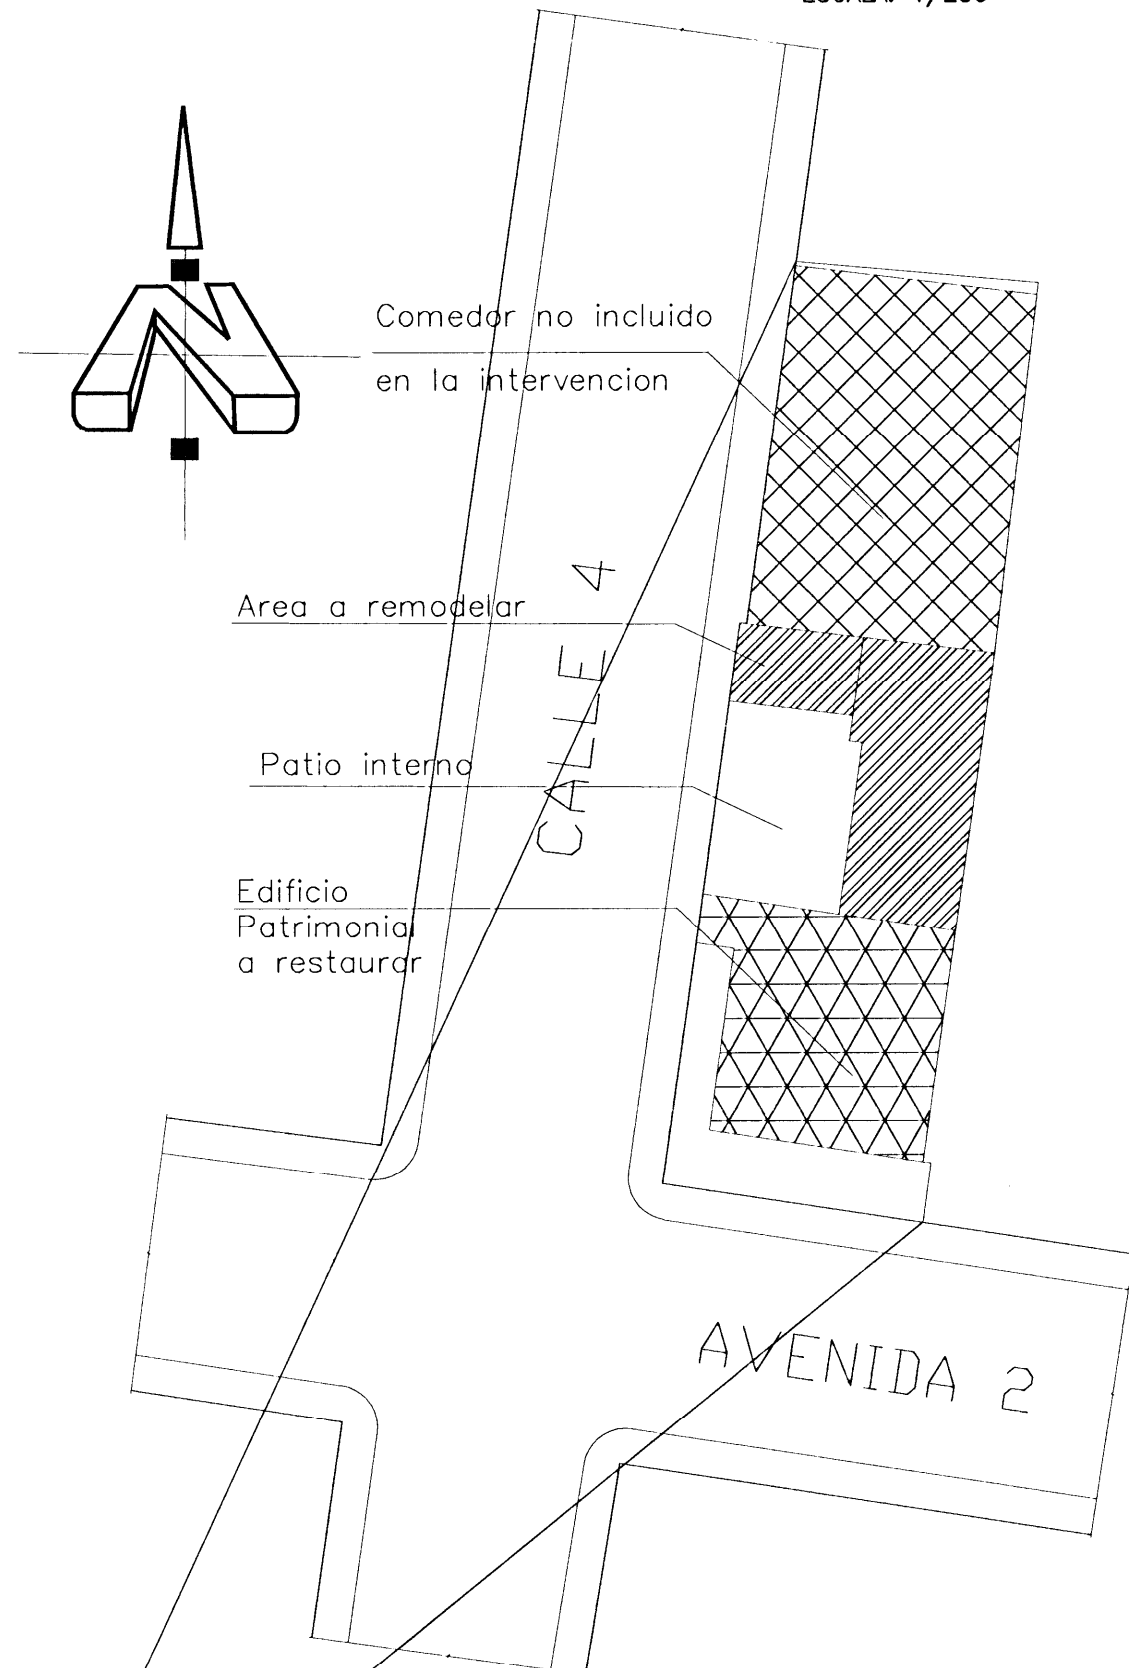 N
Comedor no incluido
en la intervencion
CALLE 4
Area a remodelar
Patio interno
Edificio
Patrimonial
a restaurar
AVENIDA 2